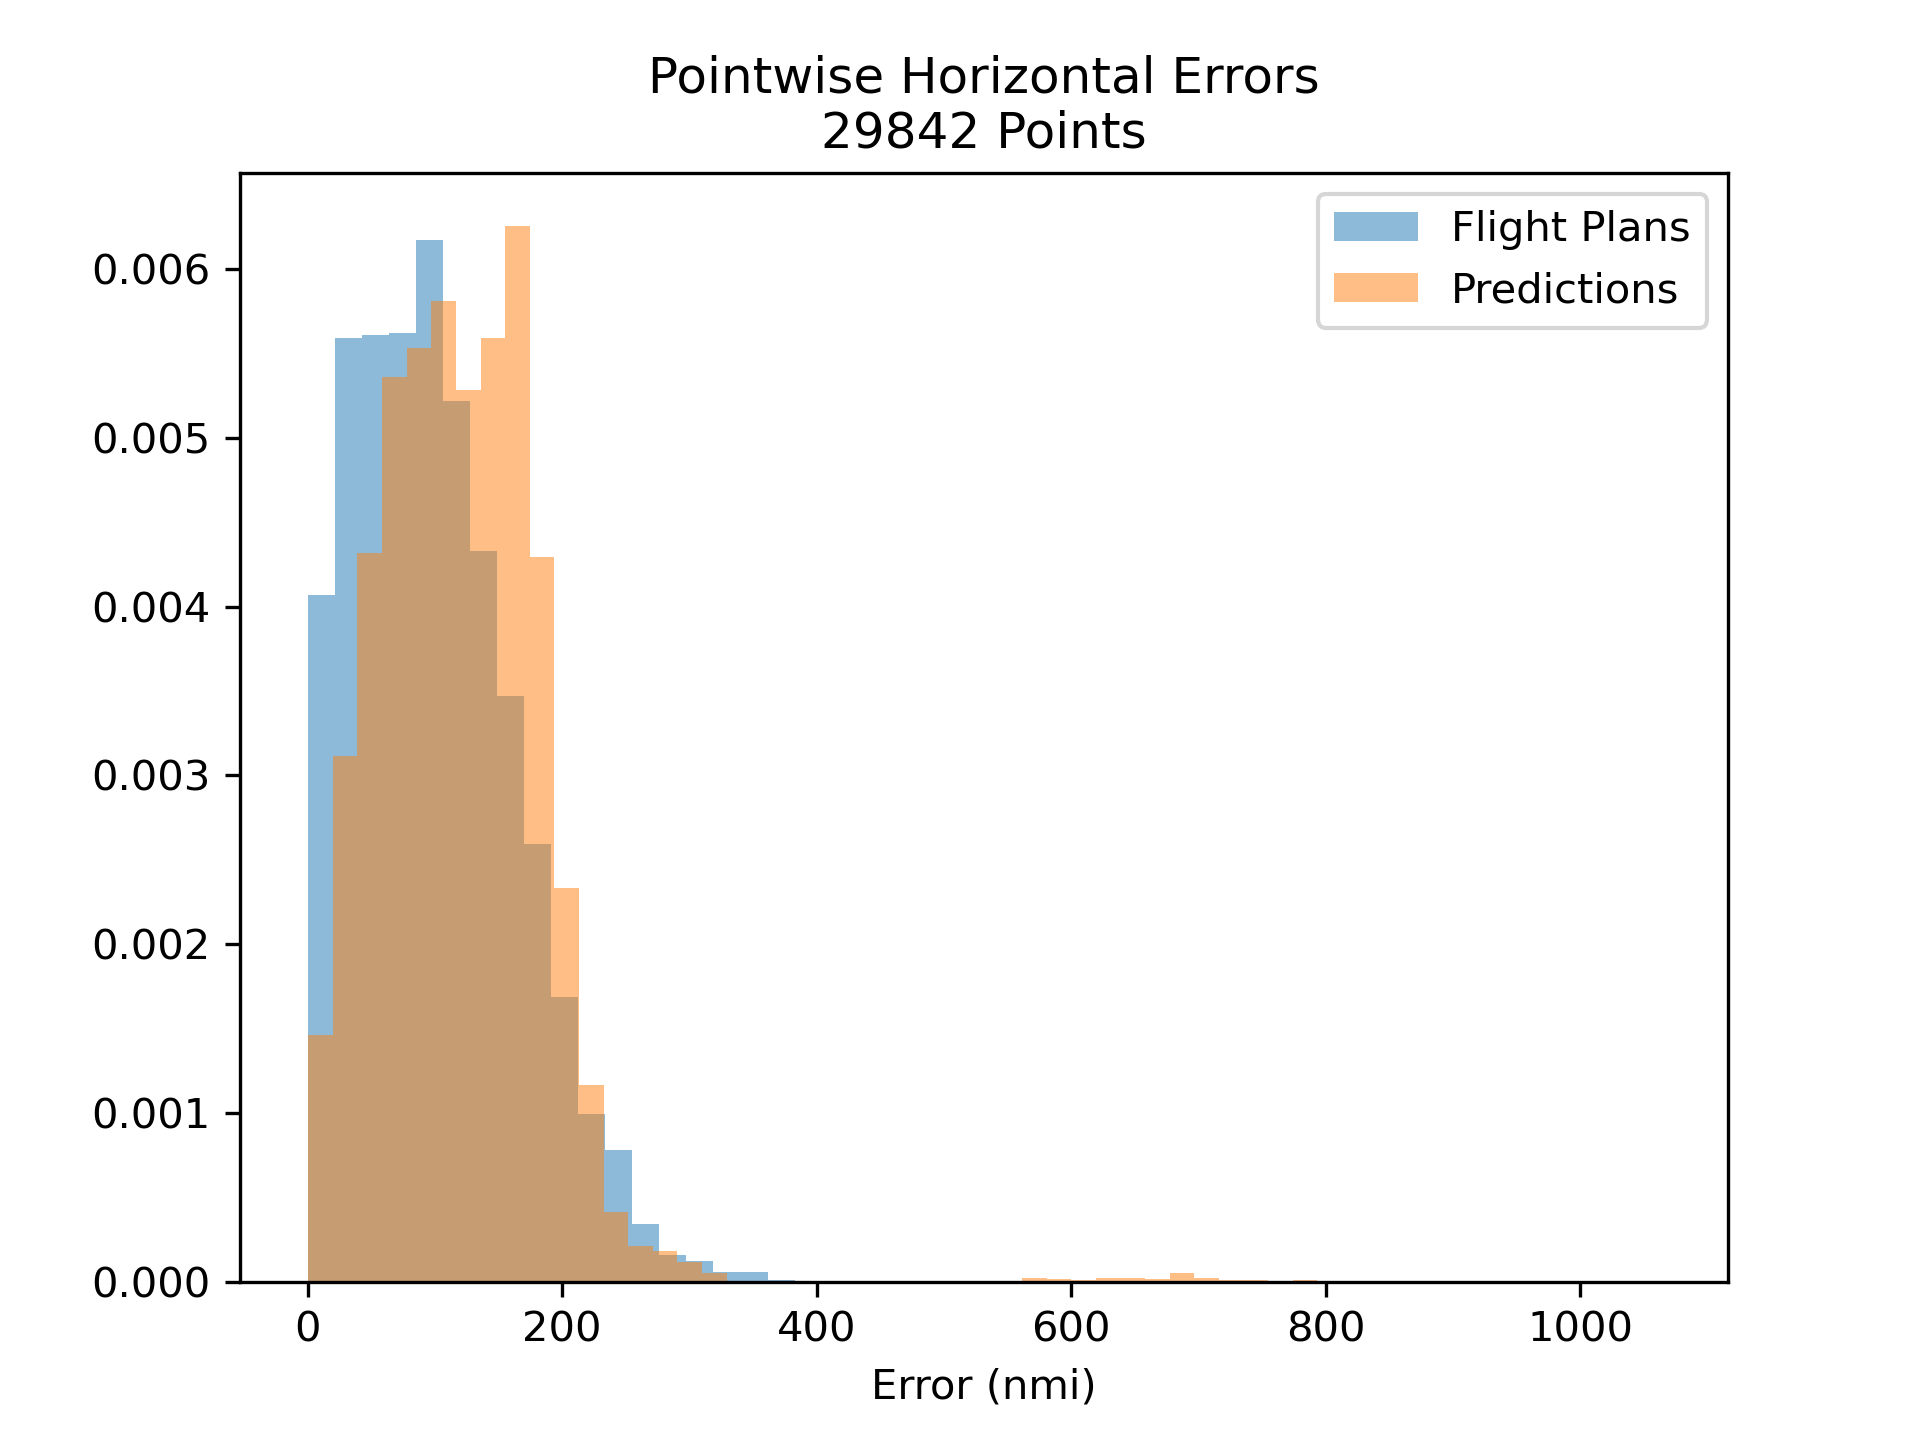 Pointwise Horizontal Errors
29842 Points
Flight Plans
Predictions
0.006
0.005
0.004
0.003
0.002
0.001
0.000
0 200 400 600 800 1000
Error (nmi)